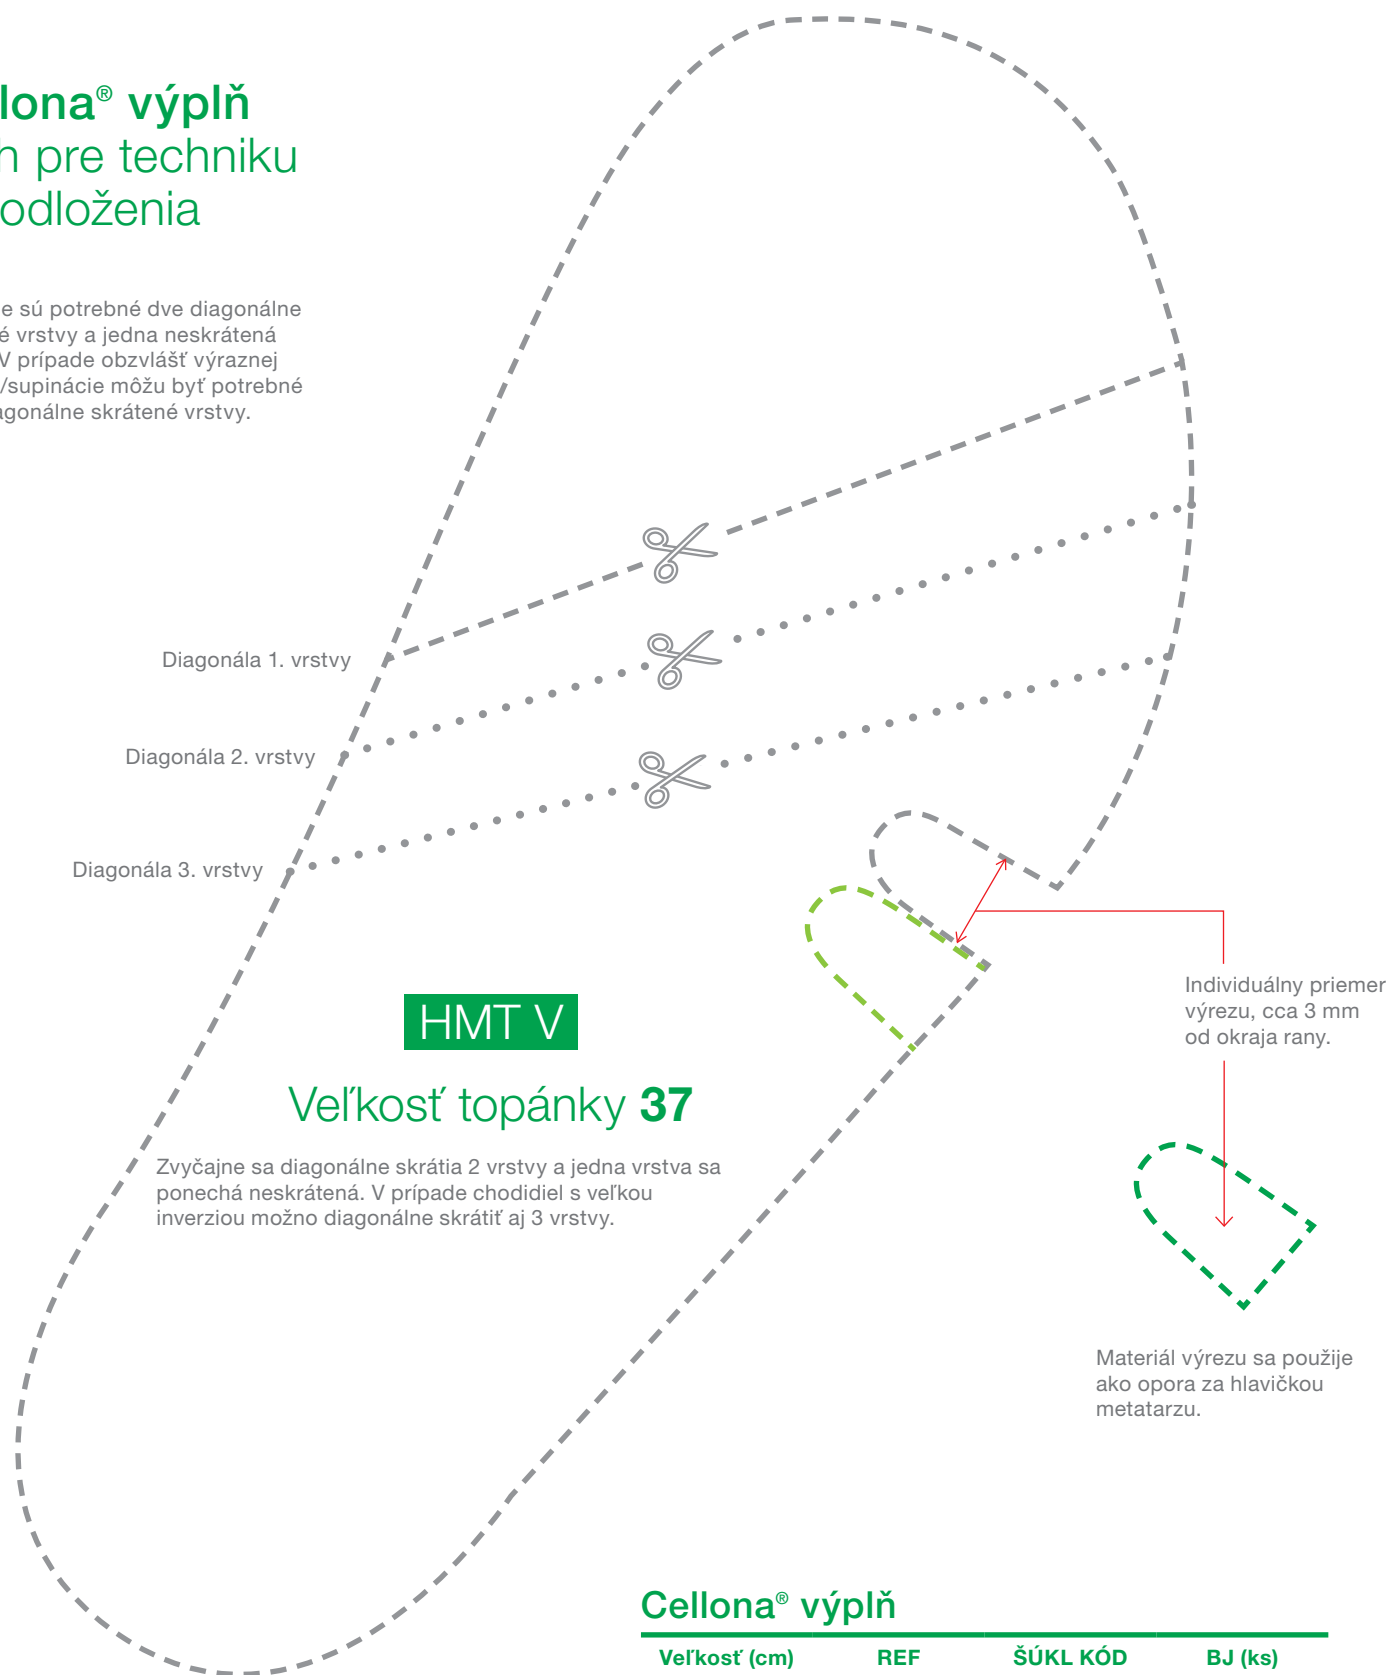 lona® výplň
pre techniku
odloženia
e sú potrebné dve diagonálne
é vrstvy a jedna neskrátená
V prípade obzvlášť výraznej
/supinácie môžu byť potrebné
agonálne skrátené vrstvy.
Diagonála 1. vrstvy
Diagonála 2. vrstvy
Diagonála 3. vrstvy
HMT V
Veľkosť topánky 37
Zvyčajne sa diagonálne skrátia 2 vrstvy a jedna vrstva sa
ponechá neskrátená. V prípade chodidiel s veľkou
inverziou možno diagonálne skrátiť aj 3 vrstvy.
Individuálny priemer
výrezu, cca 3 mm
od okraja rany.
Materiál výrezu sa použije
ako opora za hlavičkou
metatarzu.
Cellona® výplň
Veľkosť (cm) REF ŠÚKL KÓD BJ (ks)